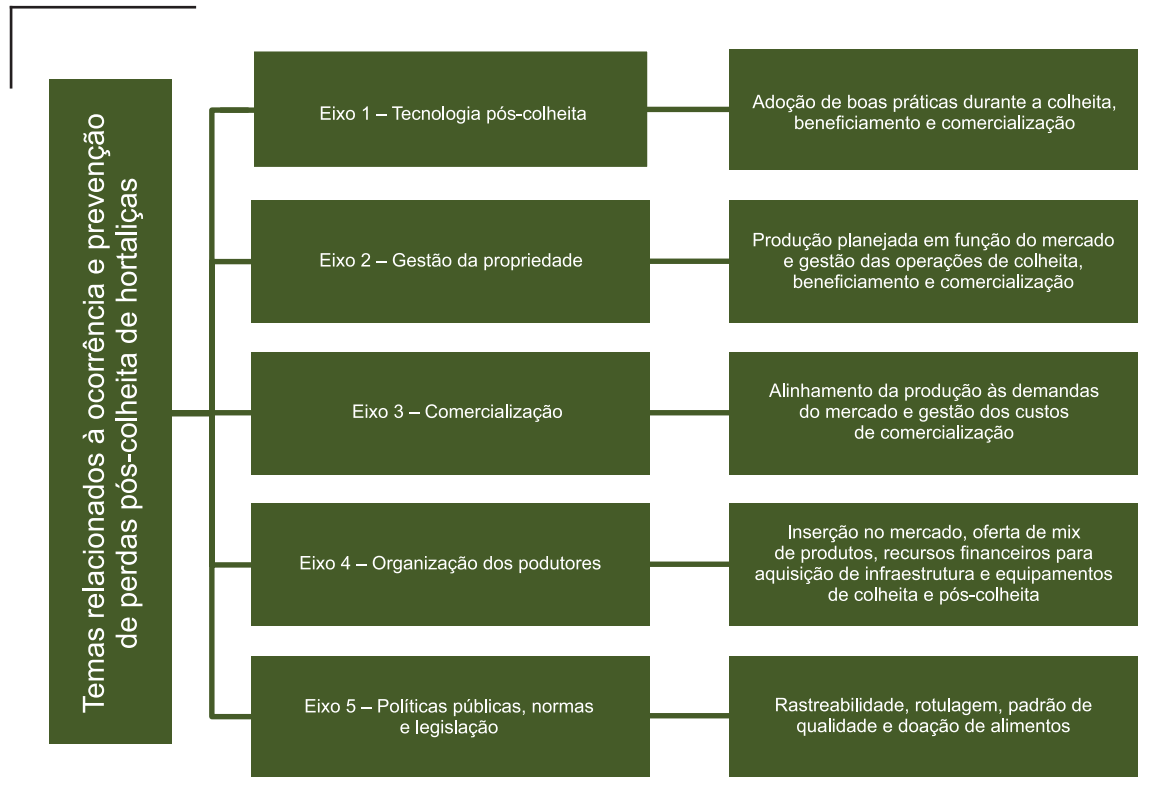 Temas relacionados à ocorrência e prevenção
de perdas pós-colheita de hortaliças
Eixo 1 – Tecnologia pós-colheita
Adoção de boas práticas durante a colheita,
beneficiamento e comercialização
Eixo 2 – Gestão da propriedade
Produção planejada em função do mercado
e gestão das operações de colheita,
beneficiamento e comercialização
Eixo 3 – Comercialização
Alinhamento da produção às demandas
do mercado e gestão dos custos
de comercialização
Eixo 4 – Organização dos podutores
Inserção no mercado, oferta de mix
de produtos, recursos financeiros para
aquisição de infraestrutura e equipamentos
de colheita e pós-colheita
Eixo 5 – Políticas públicas, normas
e legislação
Rastreabilidade, rotulagem, padrão de
qualidade e doação de alimentos